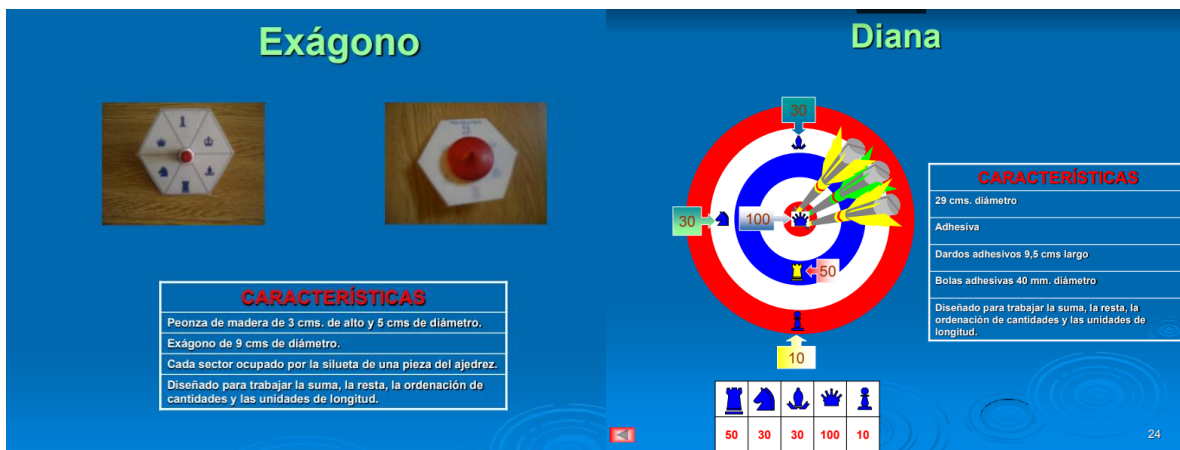 Exágono
CARACTERÍSTICAS
Peonza de madera de 3 cms. de alto y 5 cms de diámetro.
Exágono de 9 cms de diámetro.
Cada sector ocupado por la silueta de una pieza del ajedrez.
Diseñado para trabajar la suma, la resta, la ordenación de
cantidades y las unidades de longitud.
Diana
30
30
100
50
10
CARACTERÍSTICAS
29 cms. diámetro
Adhesiva
Dardos adhesivos 9,5 cms largo
Bolas adhesivas 40 mm. diámetro
Diseñado para trabajar la suma, la resta, la
ordenación de cantidades y las unidades de
longitud.
50 30 30 100 10
24